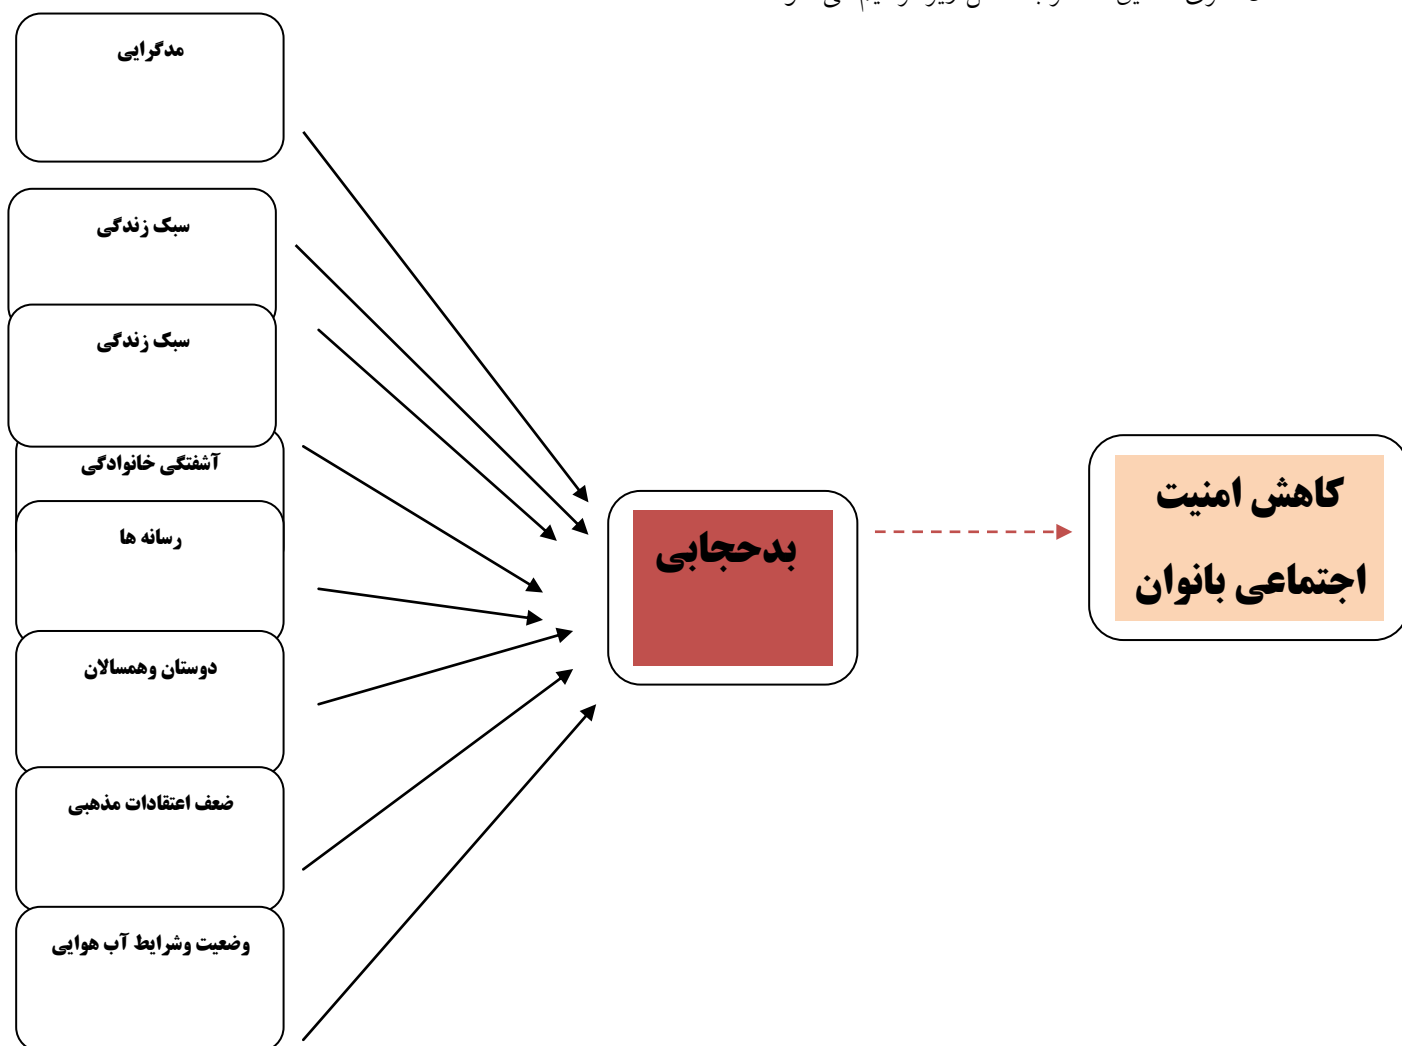 مدگرایی
سبک زندگی
سبک زندگی
آشفتگی خانوادگی
رسانه ها
دوستان وهمسالان
ضعف اعتقادات مذهبی
وضعیت وشرایط آب هوایی
بدحجابی
کاهش امنیت
اجتماعی بانوان